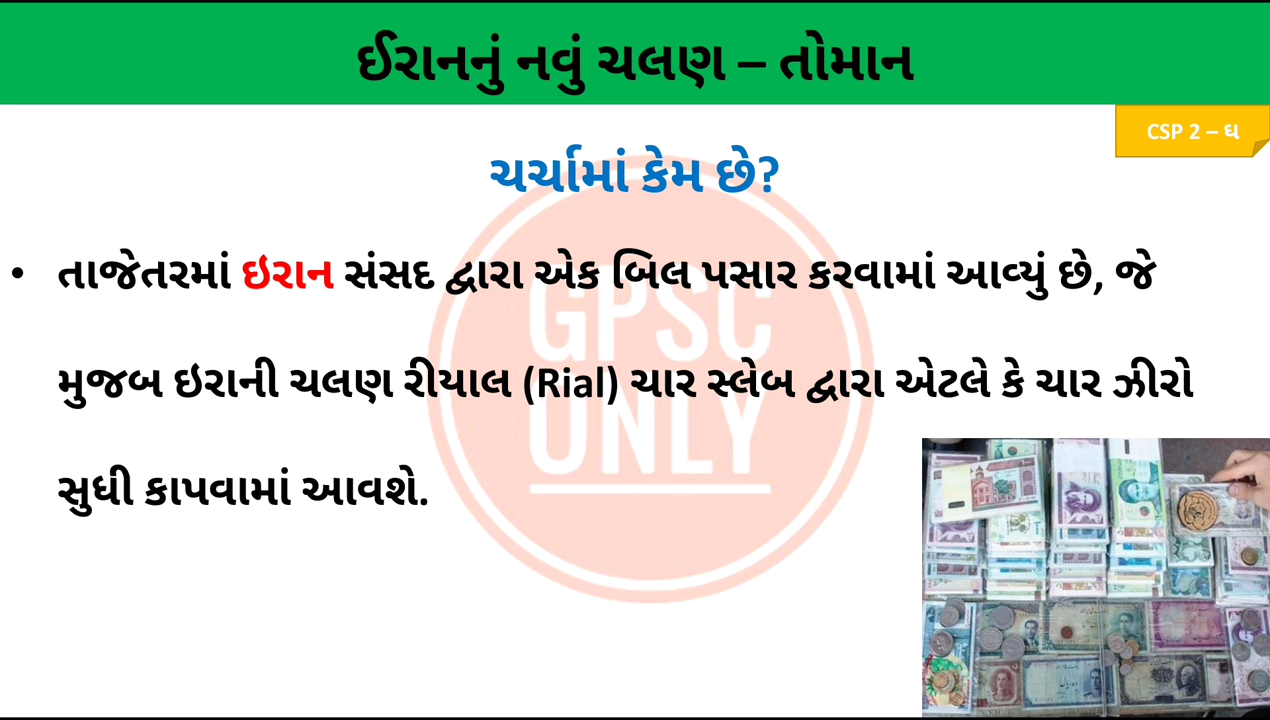 ઈરાનનું નવું ચલણ – તોમાન
CSP 2 – ઘ
ચર્ચામાં કેમ છે?
• તાજેતરમાં ઇરાન સંસદ દ્વારા એક બિલ પસાર કરવામાં આવ્યું છે, જે
મુજબ ઇરાની ચલણ રીયાલ (Rial) ચાર સ્લેબ દ્વારા એટલે કે ચાર ઝીરો
સુધી કાપવામાં આવશે.
GPSC
ONLY